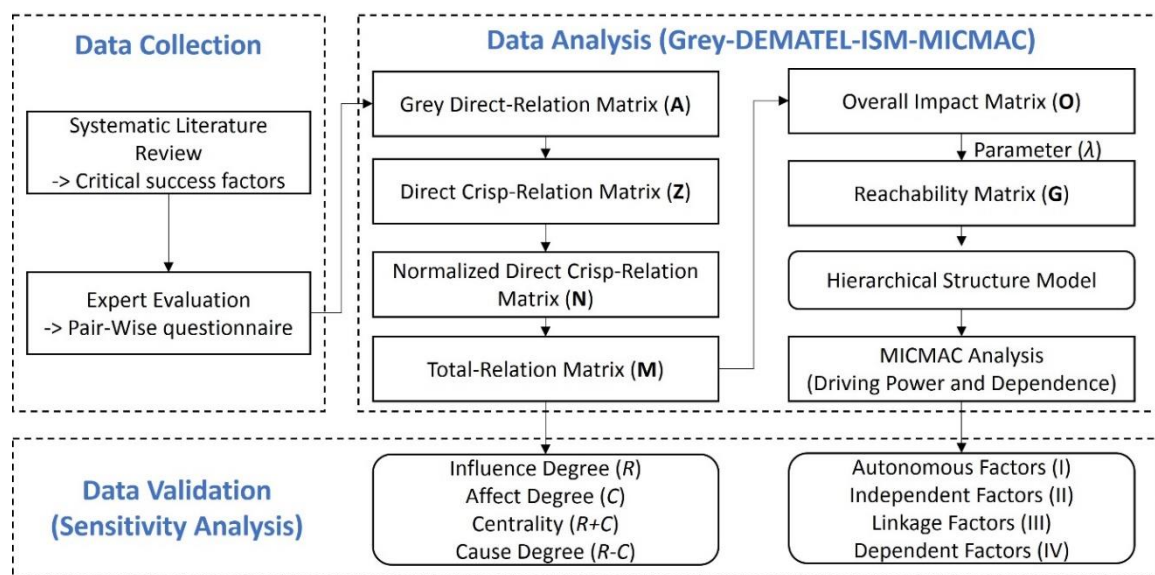 Data Collection
Systematic Literature
Review
-> Critical success factors
Expert Evaluation
-> Pair-Wise questionnaire
Data Analysis (Grey-DEMATEL-ISM-MICMAC)
Grey Direct-Relation Matrix (A)
Direct Crisp-Relation Matrix (Z)
Normalized Direct Crisp-Relation
Matrix (N)
Total-Relation Matrix (M)
Overall Impact Matrix (O)
Parameter (λ)
Reachability Matrix (G)
Hierarchical Structure Model
MICMAC Analysis
(Driving Power and Dependence)
Data Validation
(Sensitivity Analysis)
Influence Degree (R)
Affect Degree (C)
Centrality (R+C)
Cause Degree (R-C)
Autonomous Factors (I)
Independent Factors (II)
Linkage Factors (III)
Dependent Factors (IV)